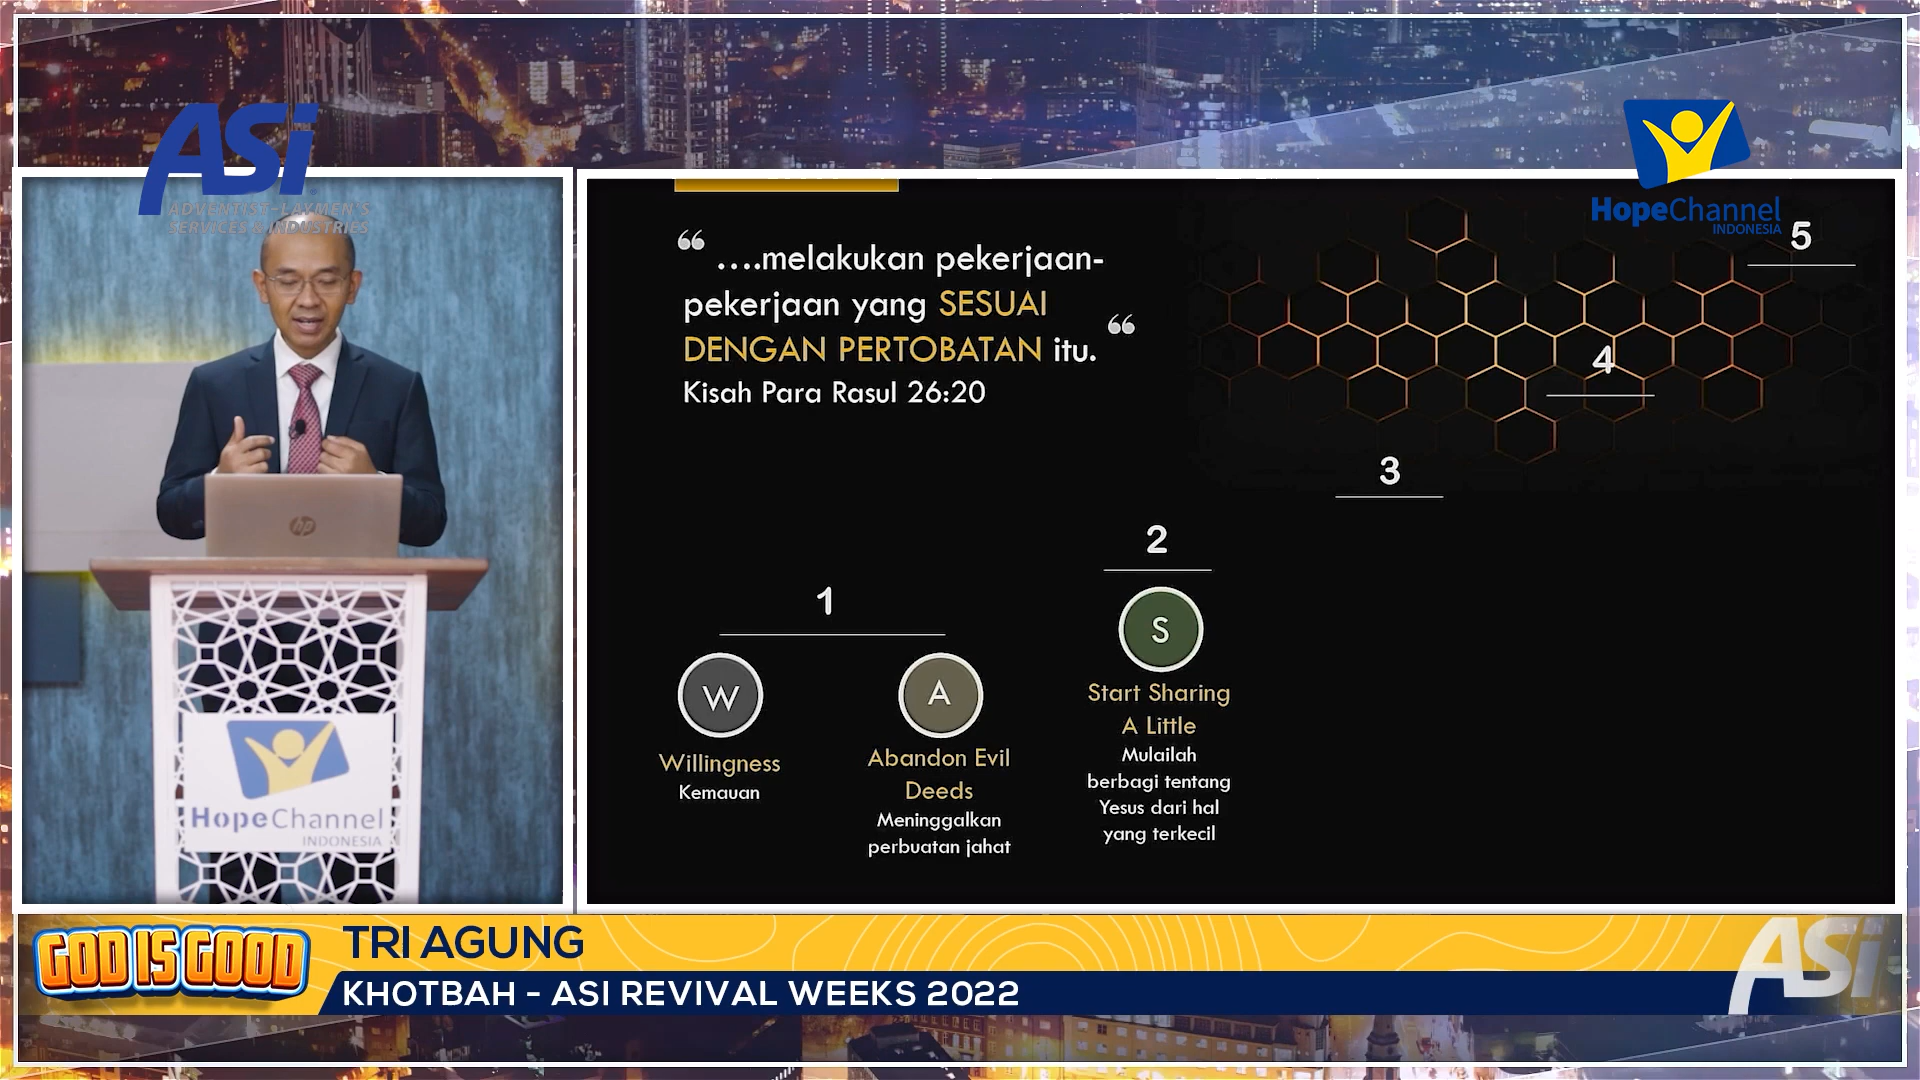 ASi
ADVENTIST-LAYMEN'S
SERVICES & INDUSTRIES
HopeChannel
INDONESIA
“ ....melakukan pekerjaan-
pekerjaan yang SESUAI
DENGAN PERTOBATAN itu. “
Kisah Para Rasul 26:20
5
4
3
2
1
W
Willingness
Kemauan
A
Abandon Evil
Deeds
Meninggalkan
perbuatan jahat
S
Start Sharing
A Little
Mulailah
berbagi tentang
Yesus dari hal
yang terkecil
hp
HopeChannel
INDONESIA
GOD IS GOOD
TRI AGUNG
KHOTBAH - ASI REVIVAL WEEKS 2022
ASi